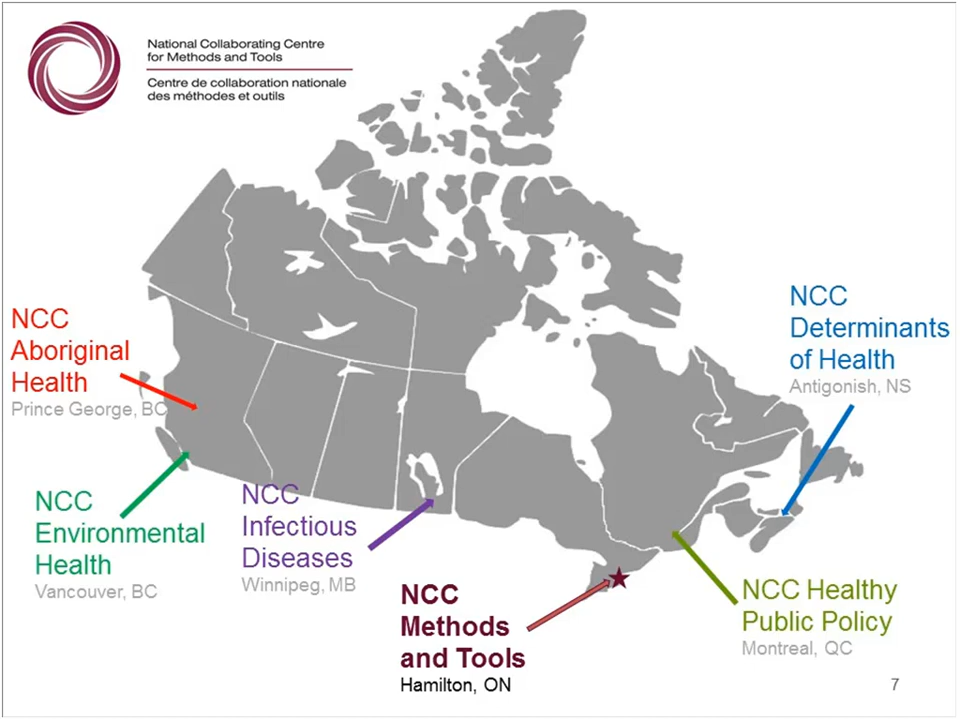 National Collaborating Centre
for Methods and Tools
Centre de collaboration nationale
des méthodes et outils
NCC
Aboriginal
Health
Prince George, BC
NCC
Determinants
of Health
Antigonish, NS
NCC
Environmental
Health
Vancouver, BC
NCC
Infectious
Diseases
Winnipeg, MB
NCC
Methods
and Tools
Hamilton, ON
NCC Healthy
Public Policy
Montreal, QC
7